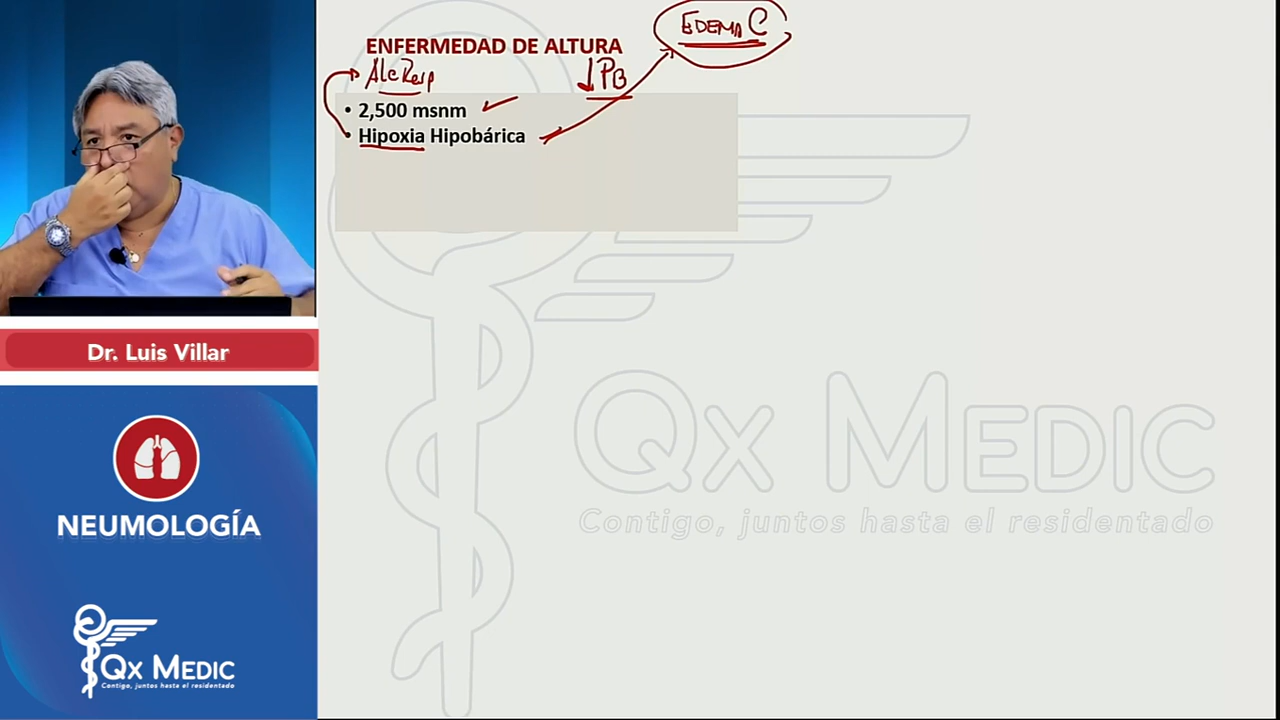 EDEMA C
ENFERMEDAD DE ALTURA
Alc Resp
↓PB
• 2,500 msnm ✓
• Hipoxia Hipobárica
Dr. Luis Villar
NEUMOLOGÍA
QX MEDIC
Contigo, juntos hasta el residentado
QX MEDIC
Contigo, juntos hasta el residentado